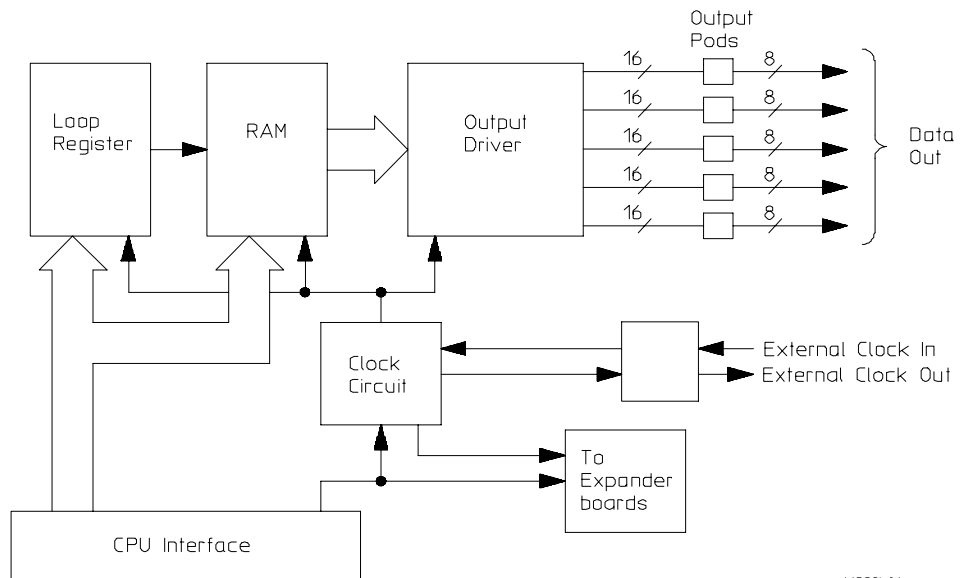 Output
Pods
16 8
Loop
Register
RAM
Output
Driver
16 8
Data
Out
16 8
16 8
16 8
Clock
Circuit
External Clock In
External Clock Out
To
Expander
boards
CPU Interface